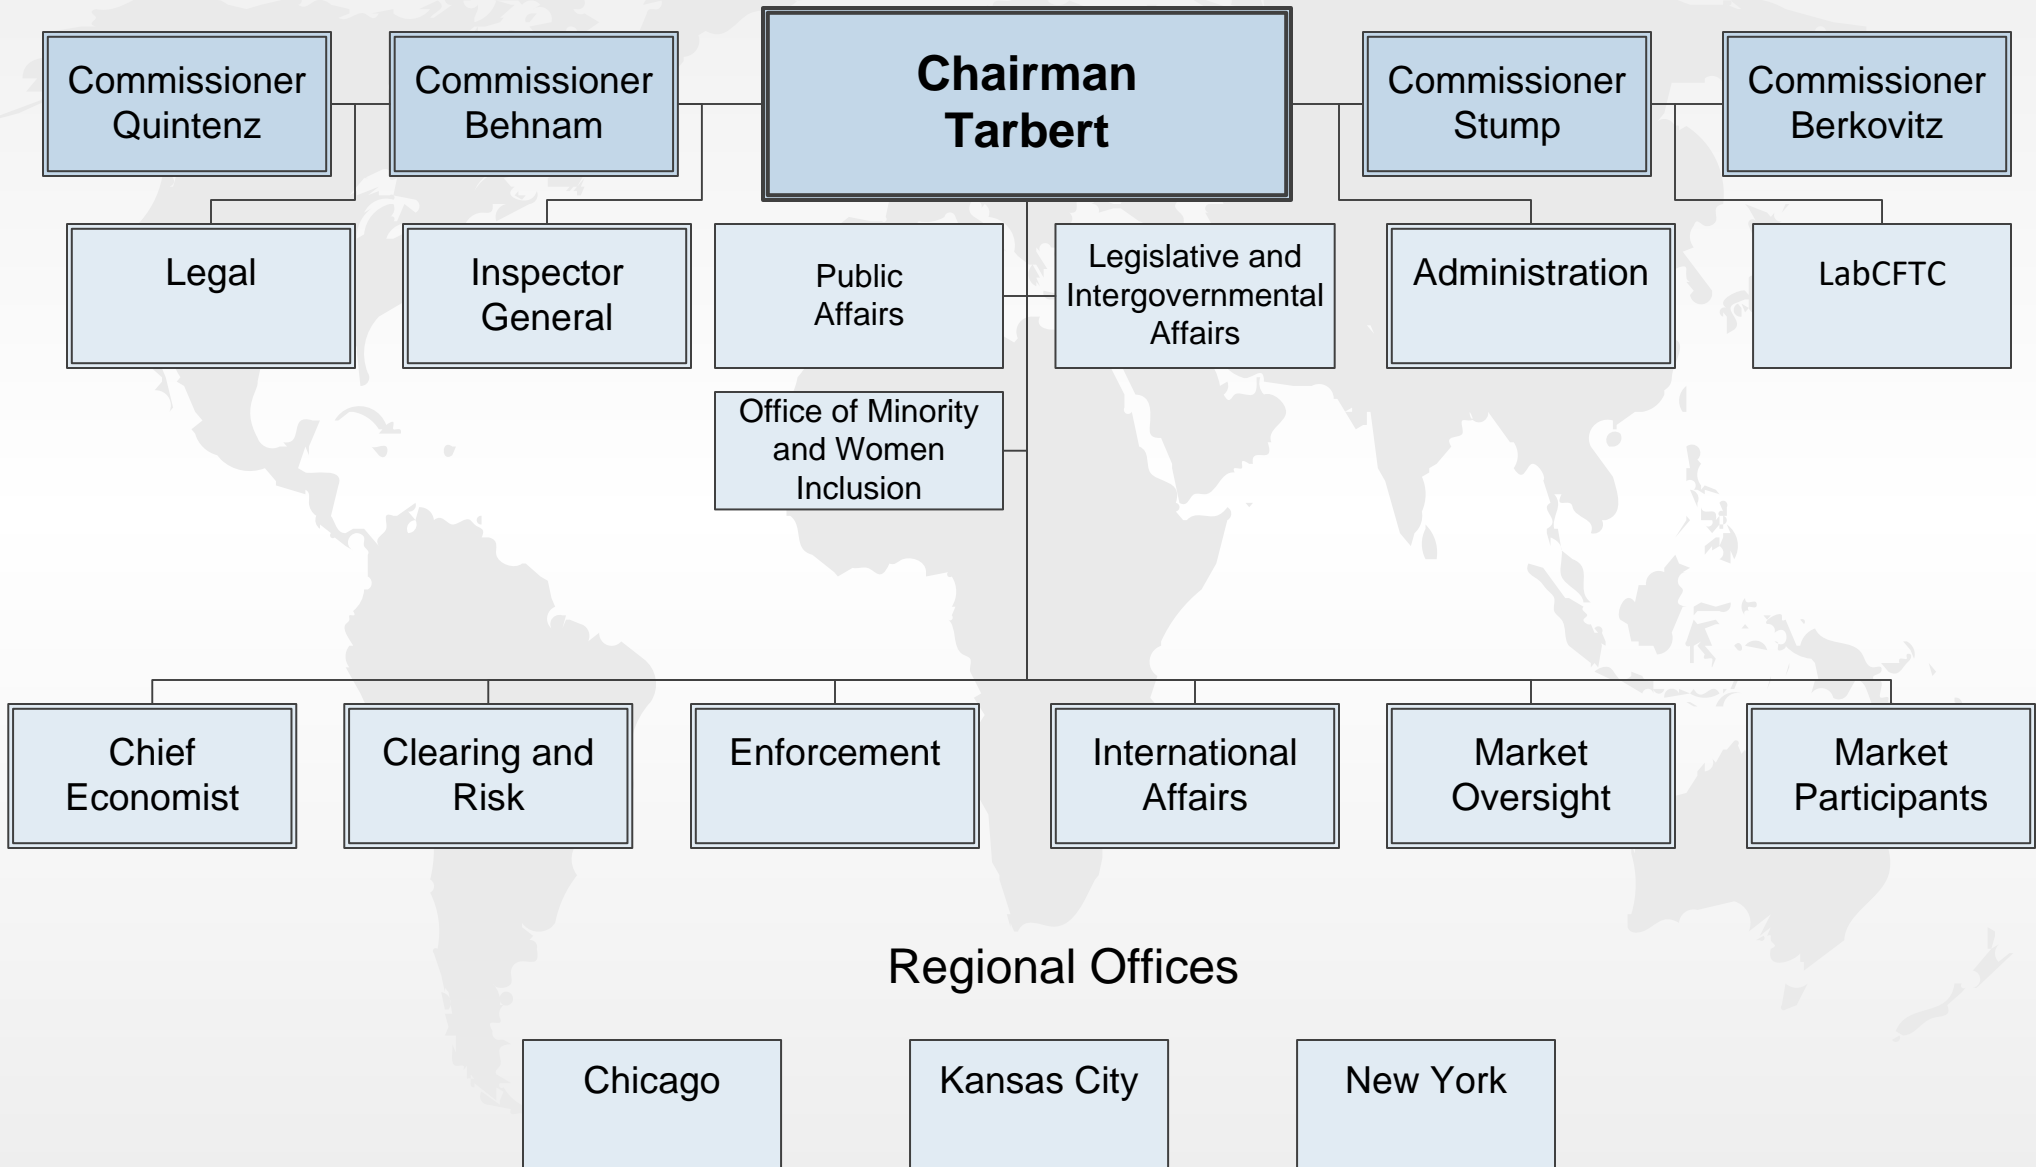 Commissioner
Quintenz
Commissioner
Behnam
Chairman
Tarbert
Commissioner
Stump
Commissioner
Berkovitz
Legal
Inspector
General
Public
Affairs
Legislative and
Intergovernmental
Affairs
Administration
LabCFTC
Office of Minority
and Women
Inclusion
Chief
Economist
Clearing and
Risk
Enforcement
International
Affairs
Market
Oversight
Market
Participants
Regional Offices
Chicago
Kansas City
New York